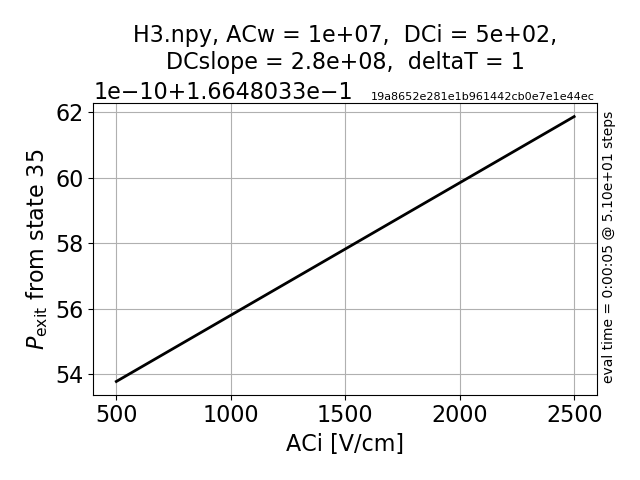 H3.npy, ACw = 1e+07,  DCi = 5e+02,
DCslope = 2.8e+08,  deltaT = 1
1e−10+1.6648033e−1
19a8652e281e1b961442cb0e7e1e44ec
62
60
58
56
54
P_exit from state 35
500
1000
1500
2000
2500
ACi [V/cm]
eval time = 0:00:05 @ 5.10e+01 steps